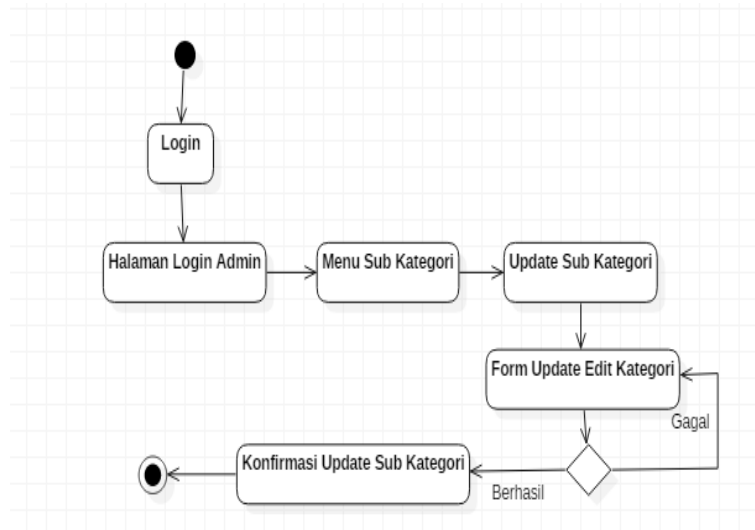 Login
Halaman Login Admin
Menu Sub Kategori
Update Sub Kategori
Form Update Edit Kategori
Gagal
Konfirmasi Update Sub Kategori
Berhasil